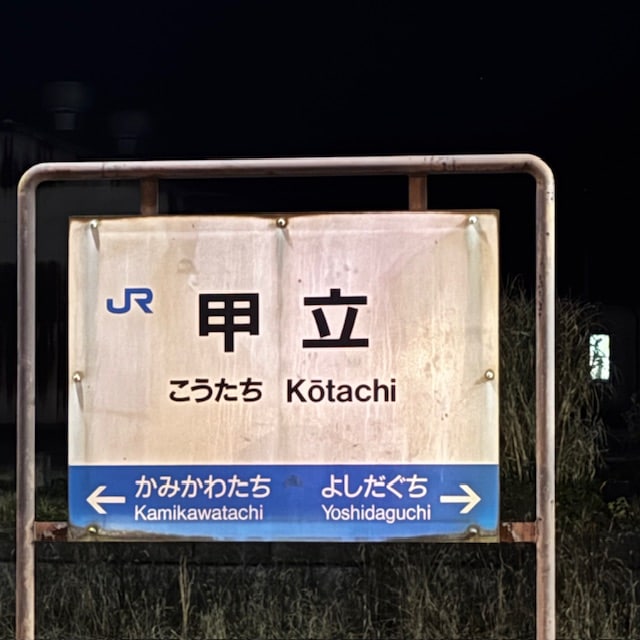 JR 甲立
こうたち Kōtachi
← かみかわたち よしだぐち →
Kamikawatachi Yoshidaguchi